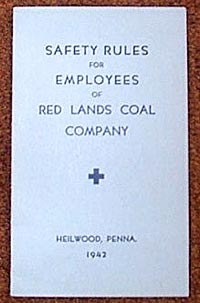 SAFETY RULES
FOR
EMPLOYEES
OF
RED LANDS COAL
COMPANY
HEILWOOD, PENNA.
1942